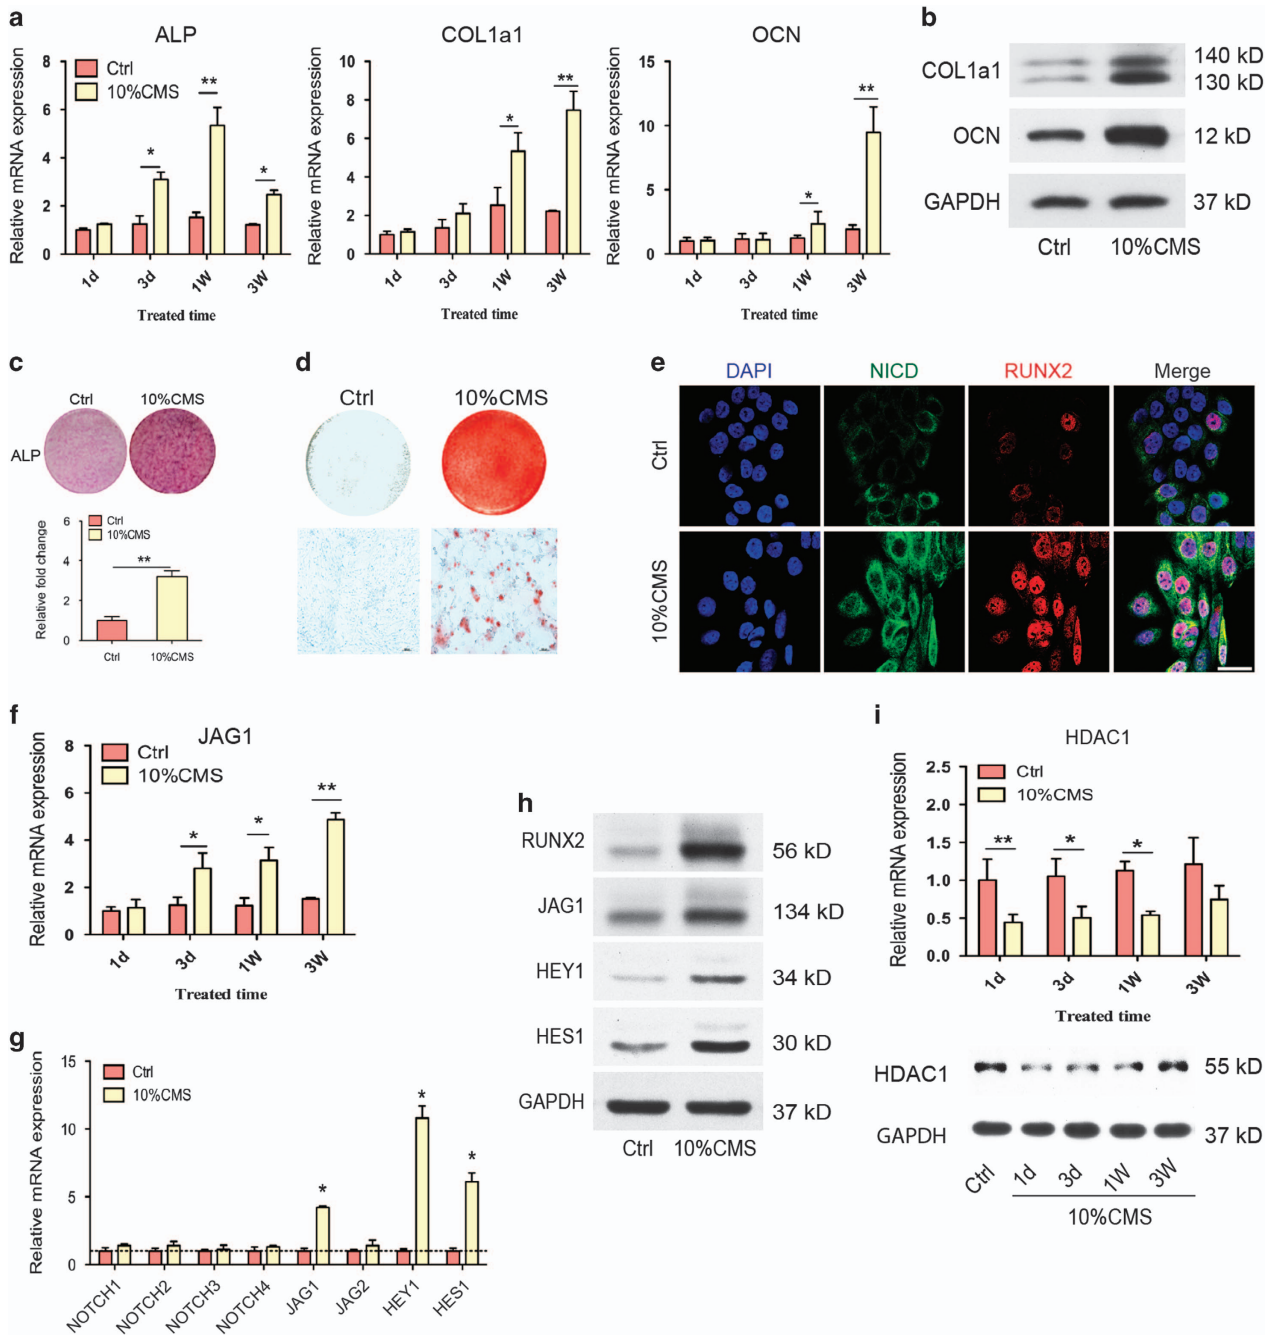 a
ALP
Relative mRNA expression
8
6
4
2
0
Ctrl
10%CMS
*
**
*
1d
3d
1W
3W
Treated time
COL1a1
Relative mRNA expression
10
8
6
4
2
0
*
**
1d
3d
1W
3W
Treated time
OCN
Relative mRNA expression
15
10
5
0
*
**
1d
3d
1W
3W
Treated time
b
COL1a1
140 kD
130 kD
OCN
12 kD
GAPDH
37 kD
Ctrl 10%CMS
c
Ctrl 10%CMS
ALP
Relative fold change
6
4
2
0
Ctrl
10%CMS
**
Ctrl 10%CMS
d
Ctrl 10%CMS
e
DAPI NICD RUNX2 Merge
Ctrl
10%CMS
f
JAG1
Relative mRNA expression
8
6
4
2
0
Ctrl
10%CMS
*
*
**
1d
3d
1W
3W
Treated time
g
Relative mRNA expression
15
10
5
0
Ctrl
10%CMS
*
*
*
NOTCH1
NOTCH2
NOTCH3
NOTCH4
JAG1
JAG2
HEY1
HES1
h
RUNX2 56 kD
JAG1 134 kD
HEY1 34 kD
HES1 30 kD
GAPDH 37 kD
Ctrl 10%CMS
i
HDAC1
Relative mRNA expression
2.5
2.0
1.5
1.0
0.5
0.0
Ctrl
10%CMS
**
*
*
1d
3d
1W
3W
Treated time
HDAC1 55 kD
GAPDH 37 kD
Ctrl 1d 3d 1W 3W
10%CMS